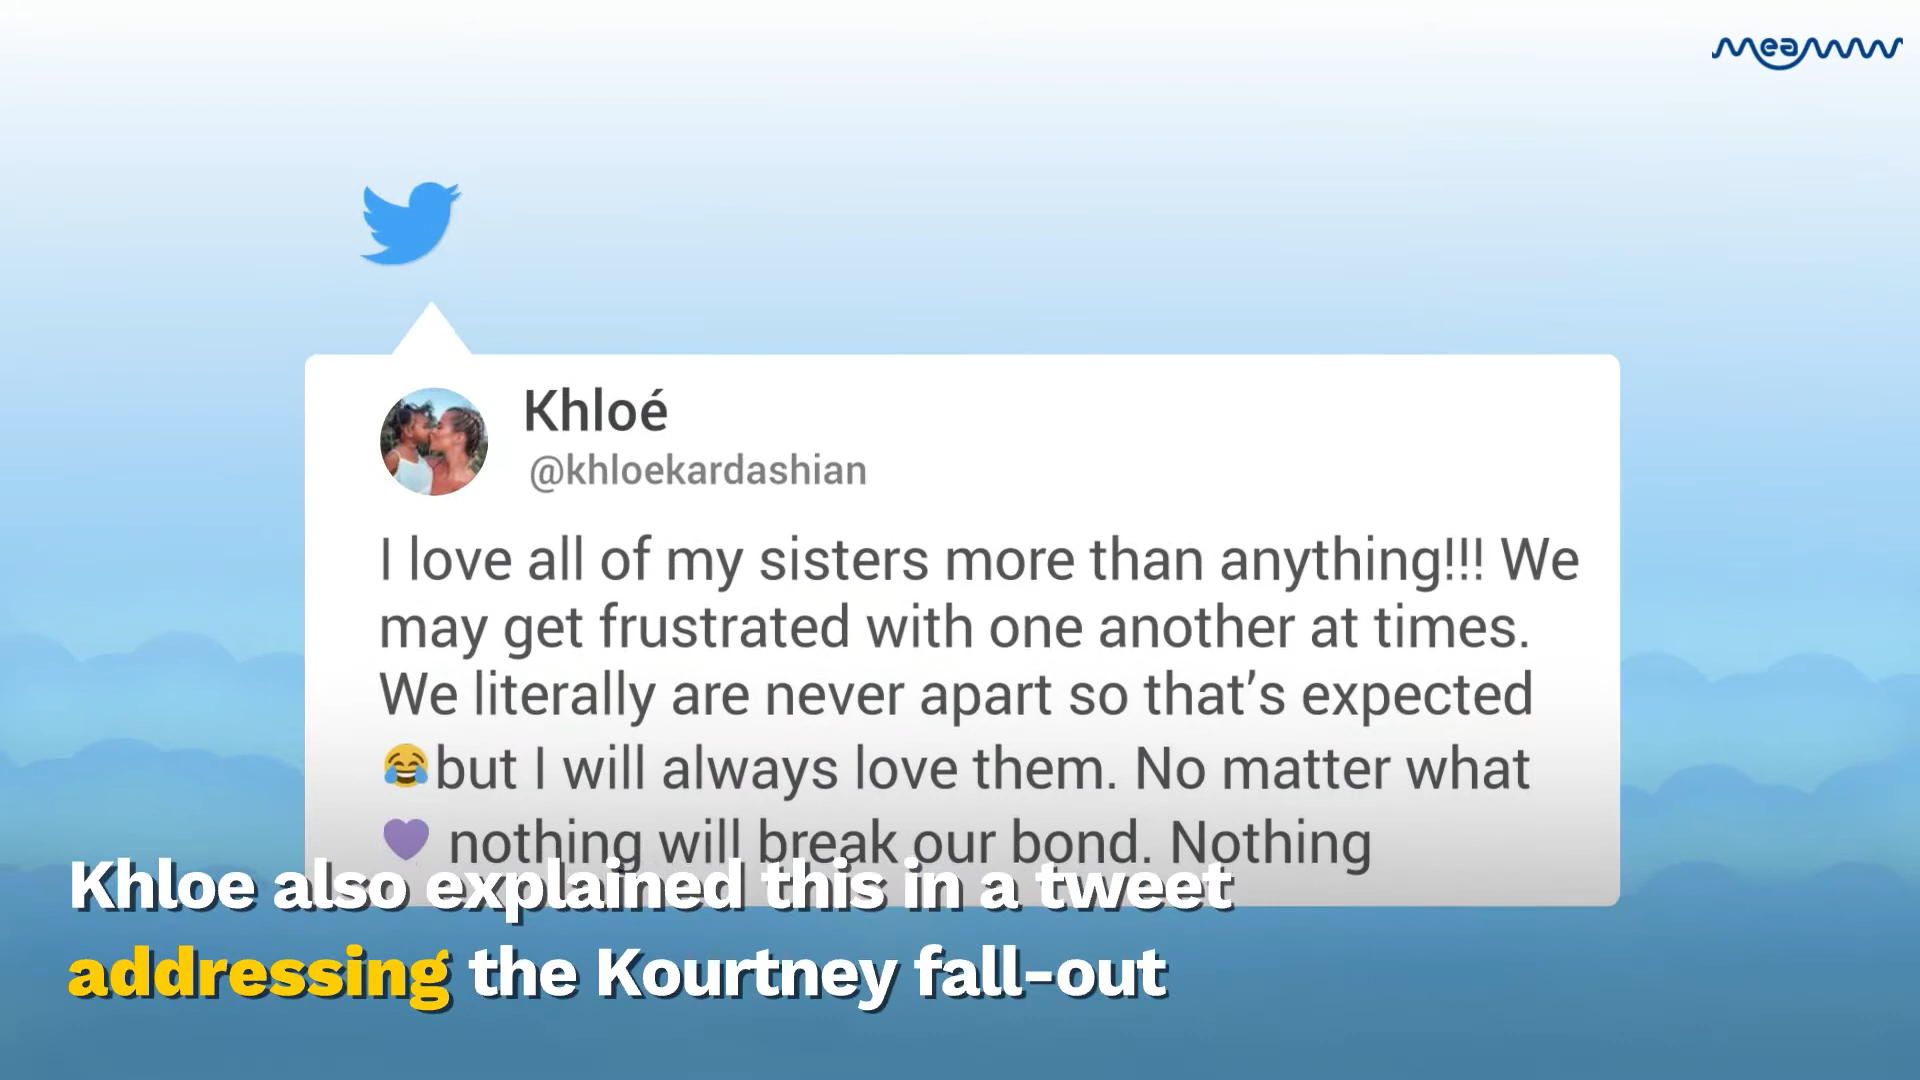 meaww
Khloé
@khloekardashian
I love all of my sisters more than anything!!! We
may get frustrated with one another at times.
We literally are never apart so that’s expected
😂but I will always love them. No matter what
💜 nothing will break our bond. Nothing
Khloe also explained this in a tweet
addressing the Kourtney fall-out